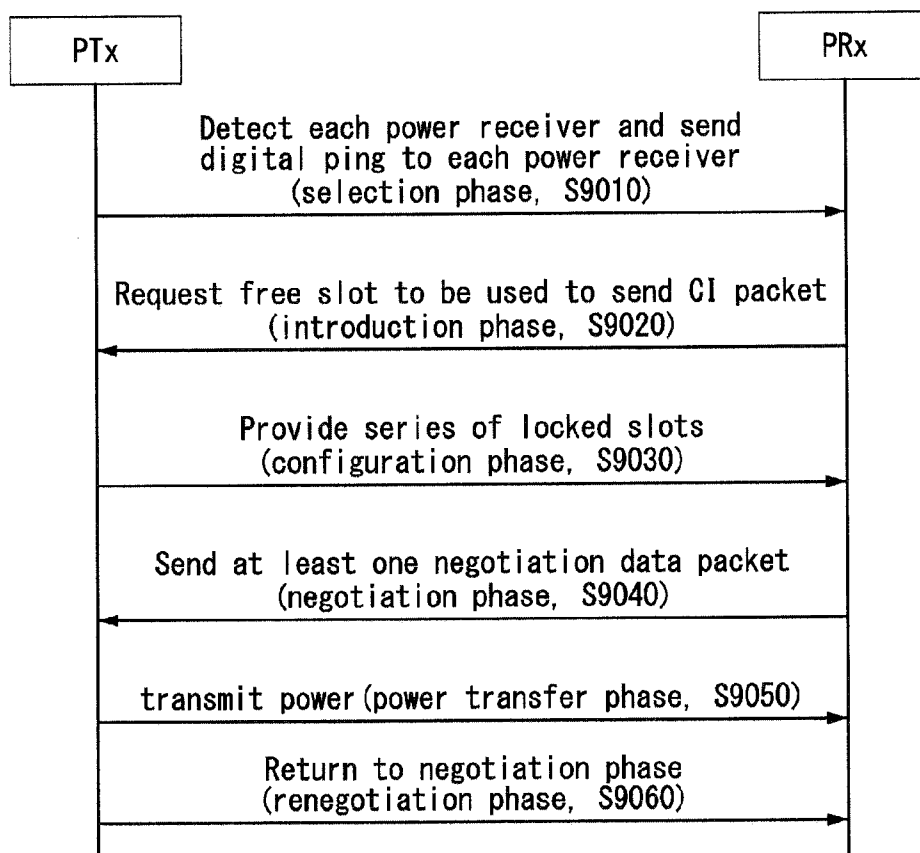 PTx
PRx
Detect each power receiver and send
digital ping to each power receiver
(selection phase, S9010)
Request free slot to be used to send CI packet
(introduction phase, S9020)
Provide series of locked slots
(configuration phase, S9030)
Send at least one negotiation data packet
(negotiation phase, S9040)
transmit power(power transfer phase, S9050)
Return to negotiation phase
(renegotiation phase, S9060)